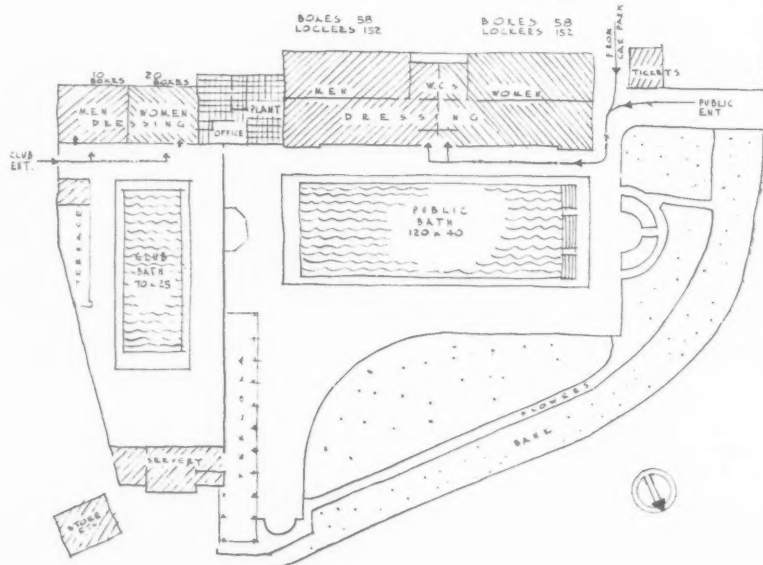 BOXES 58
LOCKERS 152
BOXES 58
LOCKERS 152
FROM
CAR PARK
TICKETS
PUBLIC
ENT
10
BOXES
20
BOXES
MEN
WOMEN
DRESSING
PLANT
OFFICE
MEN
W.C.S
WOMEN
DRESSING
CLUB
ENT.
TERRACE
CLUB
BATH
70 x 25
PUBLIC
BATH
120 x 40
FLOWERS
BANK
SERVERY
STORE
ETC